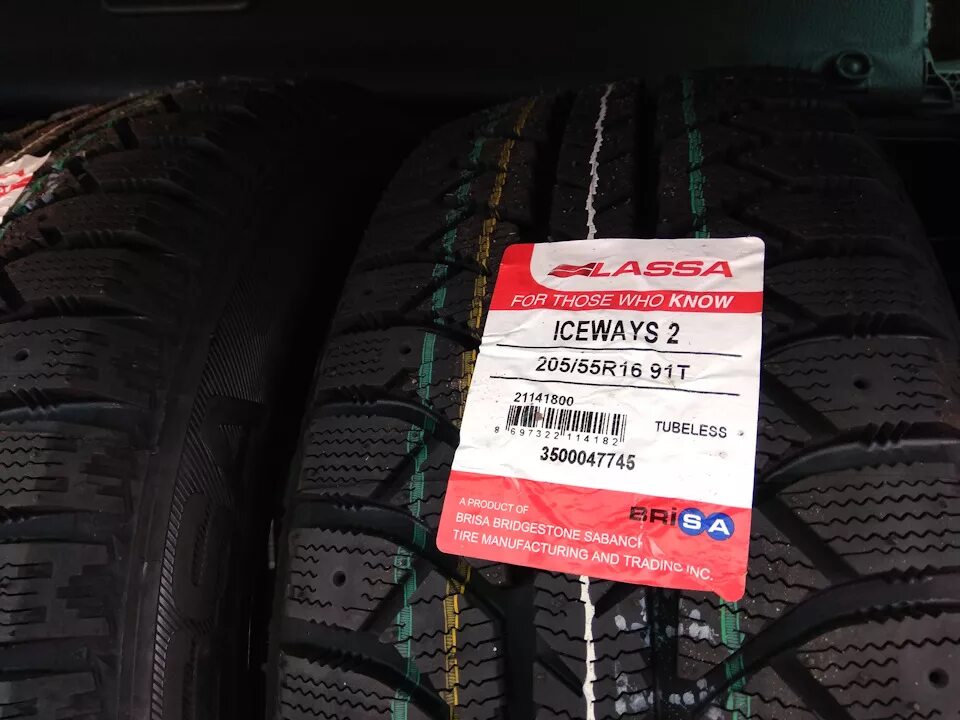 LASSA
FOR THOSE WHO KNOW
ICEWAYS 2
205/55R16 91T
21141800
8 697322 114182
TUBELESS
3500047745
BRiSA
A PRODUCT OF
BRISA BRIDGESTONE SABANCI
TIRE MANUFACTURING AND TRADING INC.